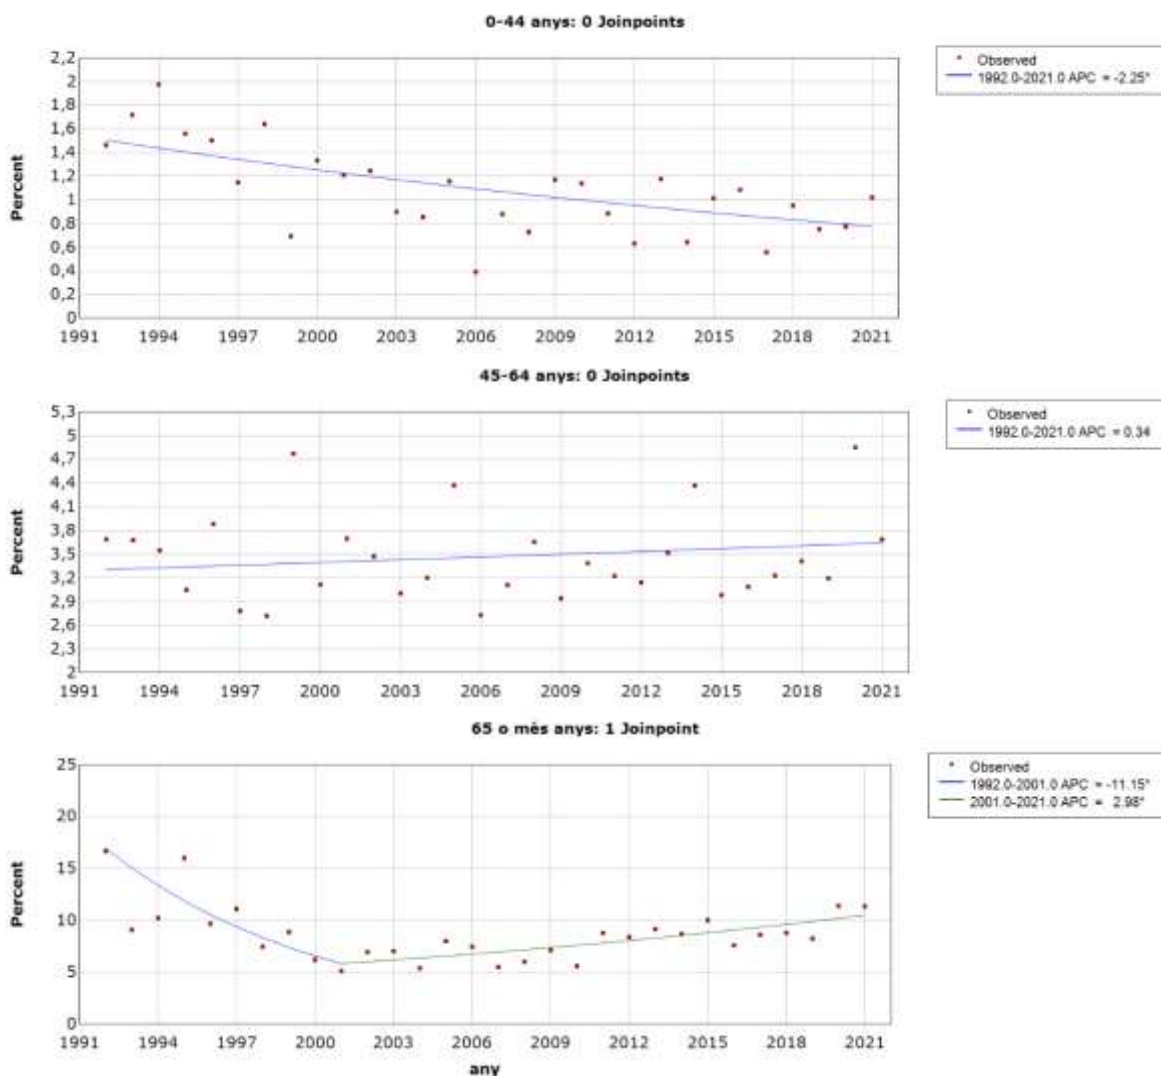 0-44 anys: 0 Joinpoints
2,2
2
1,8
1,6
1,4
1,2
1
0,8
0,6
0,4
0,2
0
Percent
1991 1994 1997 2000 2003 2006 2009 2012 2015 2018 2021
Observed
1992.0-2021.0 APC = -2.25*
45-64 anys: 0 Joinpoints
5,3
5
4,7
4,4
4,1
3,8
3,5
3,2
2,9
2,6
2,3
2
Percent
1991 1994 1997 2000 2003 2006 2009 2012 2015 2018 2021
Observed
1992.0-2021.0 APC = 0.34
65 o mès anys: 1 Joinpoint
25
20
15
10
5
0
Percent
1991 1994 1997 2000 2003 2006 2009 2012 2015 2018 2021
any
Observed
1992.0-2001.0 APC = -11.15*
2001.0-2021.0 APC = 2.98*